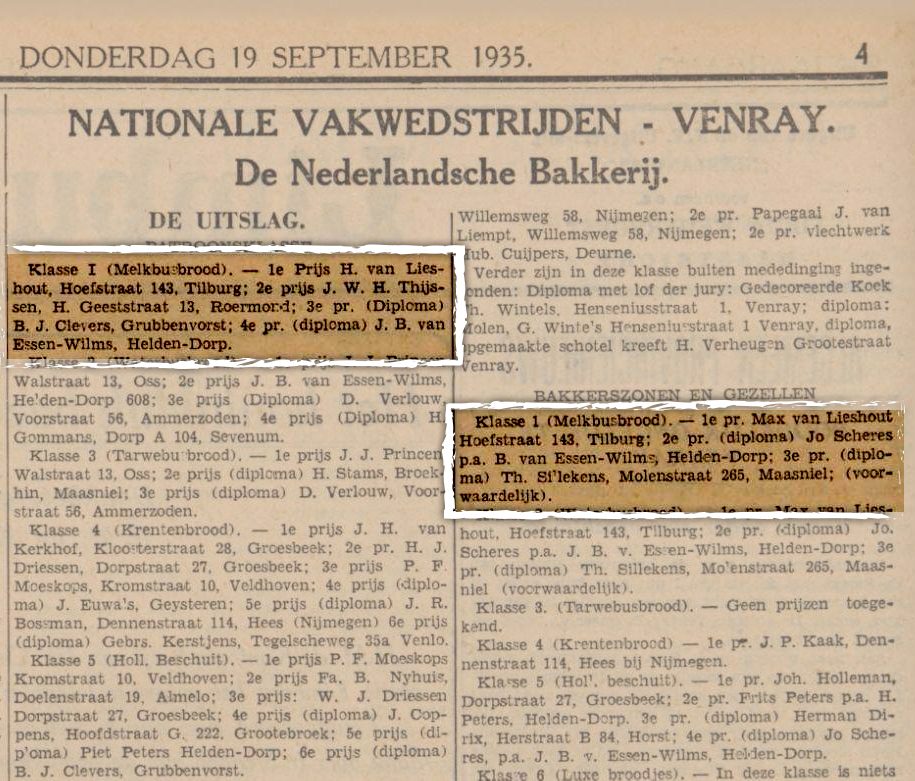 DONDERDAG 19 SEPTEMBER 1935.
4
NATIONALE VAKWEDSTRIJDEN - VENRAY.
De Nederlandsche Bakkerij.
DE UITSLAG.
PATROONSKLASSE
Klasse I (Melkbusbrood). — 1e Prijs H. van Lies-
hout, Hoefstraat 143, Tilburg; 2e prijs J. W. H. Thijs-
sen, H. Geeststraat 13, Roermond; 3e pr. (Diploma)
B. J. Clevers, Grubbenvorst; 4e pr. (diploma) J. B. van
Essen-Wilms, Helden-Dorp.
Walstraat 13, Oss; 2e prijs J. B. van Essen-Wilms,
Helden-Dorp 608; 3e prijs (Diploma) D. Verlouw,
Voorstraat 56, Ammerzoden; 4e prijs (Diploma) H.
Gommans, Dorp A 104, Sevenum.
Klasse 3 (Tarwebusbrood). — 1e prijs J. J. Princen
Walstraat 13, Oss; 2e prijs (diploma) H. Stams, Broek-
hin, Maasniel; 3e prijs (diploma) D. Verlouw, Voor-
straat 56, Ammerzoden.
Klasse 4 (Krentenbrood). — 1e prijs J. H. van
Kerkhof, Kloosterstraat 28, Groesbeek; 2e pr. H. J.
Driessen, Dorpstraat 27, Groesbeek; 3e prijs P. F.
Moeskops, Kromstraat 10, Veldhoven; 4e prijs (diplo-
ma) J. Euwals, Geysteren; 5e prijs (diploma) J. R.
Bossman, Dennenstraat 114, Hees (Nijmegen) 6e prijs
(diploma) Gebrs. Kerstjens, Tegelscheweg 35a Venlo.
Klasse 5 (Holl. Beschuit). — 1e prijs P. F. Moeskops
Kromstraat 10, Veldhoven; 2e prijs Fa. B. Nyhuis,
Doelenstraat 19, Almelo; 3e prijs: W. J. Driessen
Dorpstraat 27, Groesbeek; 4e prijs (diploma) J. Cop-
pens, Hoofdstraat G. 222, Grootebroek; 5e prijs (di-
ploma) Piet Peters Helden-Dorp; 6e prijs (diploma)
B. J. Clevers, Grubbenvorst.
Willemsweg 58, Nijmegen; 2e pr. Papegaai J. van
Liempt, Willemsweg 58, Nijmegen; 2e pr. vlechtwerk
Hub. Cuijpers, Deurne.
Verder zijn in deze klasse buiten mededinging inge-
zonden: Diploma met lof der jury: Gedecoreerde Koek
Th. Wintels, Henseniusstraat 1, Venray; diploma:
Molen, G. Winte's Henseniusstraat 1 Venray, diploma,
opgemaakte schotel kreeft H. Verheugen Grootestraat
Venray.
BAKKERSZONEN EN GEZELLEN
Klasse 1 (Melkbusbrood). — 1e pr. Max van Lieshout
Hoefstraat 143, Tilburg; 2e pr. (diploma) Jo Scheres
p.a. B. van Essen-Wilms, Helden-Dorp; 3e pr. (diplo-
ma) Th. Sillekens, Molenstraat 265, Maasniel; (voor-
waardelijk).
1e pr. Max van Lies-
hout, Hoefstraat 143, Tilburg; 2e pr. (diploma) Jo.
Scheres p.a. J. B. v. Essen-Wilms, Helden-Dorp; 3e
pr. (diploma) Th. Sillekens, Molenstraat 265, Maas-
niel (voorwaardelijk).
Klasse 3. (Tarwebusbrood). — Geen prijzen toege-
kend.
Klasse 4 (Krentenbrood) — 1e pr. J. P. Kaak, Den-
nenstraat 114, Hees bij Nijmegen.
Klasse 5 (Hol. beschuit). — 1e pr. Joh. Holleman,
Dorpstraat 27, Groesbeek; 2e pr. Frits Peters p.a. H.
Peters, Helden-Dorp. 3e pr. (diploma) Herman Di-
rix, Herstraat B 84, Horst; 4e pr. (diploma) Jo Sche-
res, p.a. J. B. v. Essen-Wilms, Helden-Dorp.
Klasse 6 (Luxe broodjes). — In deze klasse is niets